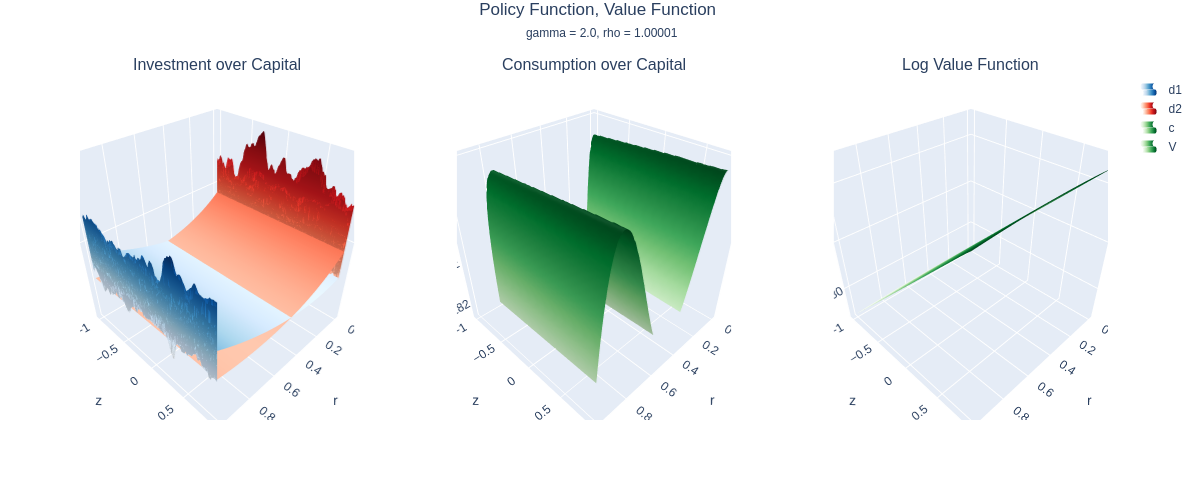 Policy Function, Value Function
gamma = 2.0, rho = 1.00001
Investment over Capital
Consumption over Capital
Log Value Function
d1
d2
c
V
-1
−0.5
0
0.5
z
0
0.2
0.4
0.6
0.8
r
82
-1
−0.5
0
0.5
z
0
0.2
0.4
0.6
0.8
r
-1
−0.5
0
0.5
z
0
0.2
0.4
0.6
0.8
r